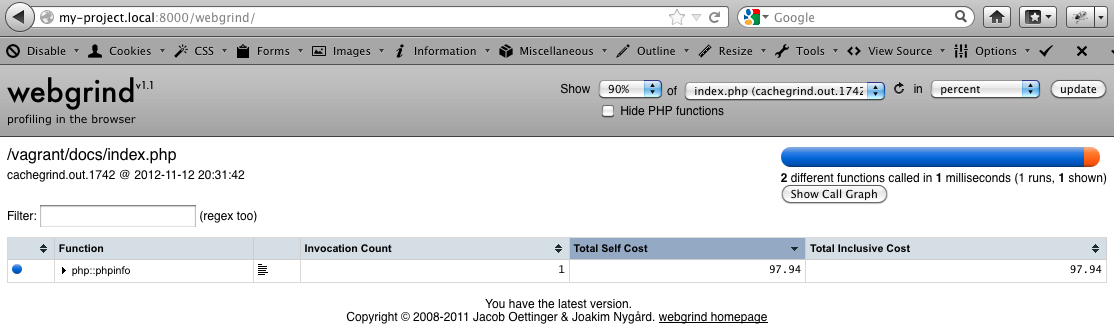 my-project.local:8000/webgrind/
Google
Disable Cookies CSS Forms Images Information Miscellaneous Outline Resize Tools View Source Options
webgrind v1.1
profiling in the browser
Show 90% of index.php (cachegrind.out.1742 in percent update
Hide PHP functions
/vagrant/docs/index.php
cachegrind.out.1742 @ 2012-11-12 20:31:42
2 different functions called in 1 milliseconds (1 runs, 1 shown)
Show Call Graph
Filter: (regex too)
Function Invocation Count Total Self Cost Total Inclusive Cost
php::phpinfo 1 97.94 97.94
You have the latest version.
Copyright © 2008-2011 Jacob Oettinger & Joakim Nygård. webgrind homepage